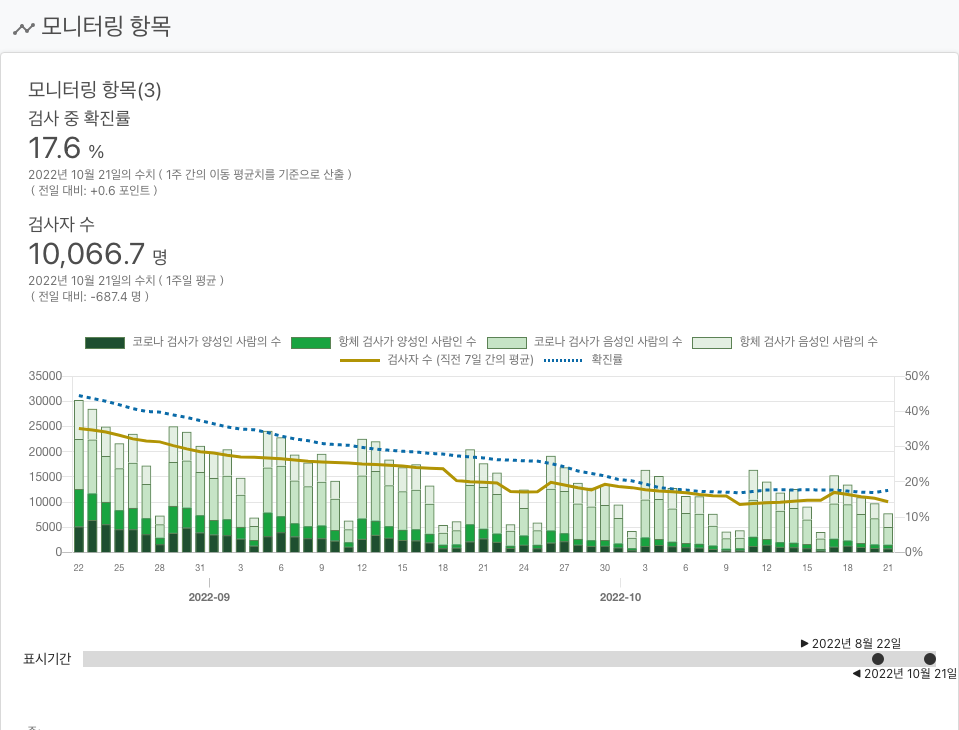 모니터링 항목
모니터링 항목(3)
검사 중 확진률
17.6 %
2022년 10월 21일의 수치 ( 1주 간의 이동 평균치를 기준으로 산출 )
( 전일 대비: +0.6 포인트 )
검사자 수
10,066.7 명
2022년 10월 21일의 수치 ( 1주일 평균 )
( 전일 대비: -687.4 명 )
코로나 검사가 양성인 사람의 수 항체 검사가 양성인 사람인 수 코로나 검사가 음성인 사람의 수 항체 검사가 음성인 사람의 수
검사자 수 (직전 7일 간의 평균) 확진률
35000 50%
30000 40%
25000 30%
20000 20%
15000 10%
10000 0%
5000
0
22 25 28 31 3 6 9 12 15 18 21 24 27 30 3 6 9 12 15 18 21
2022-09 2022-10
▶ 2022년 8월 22일
표시기간
◀ 2022년 10월 21일